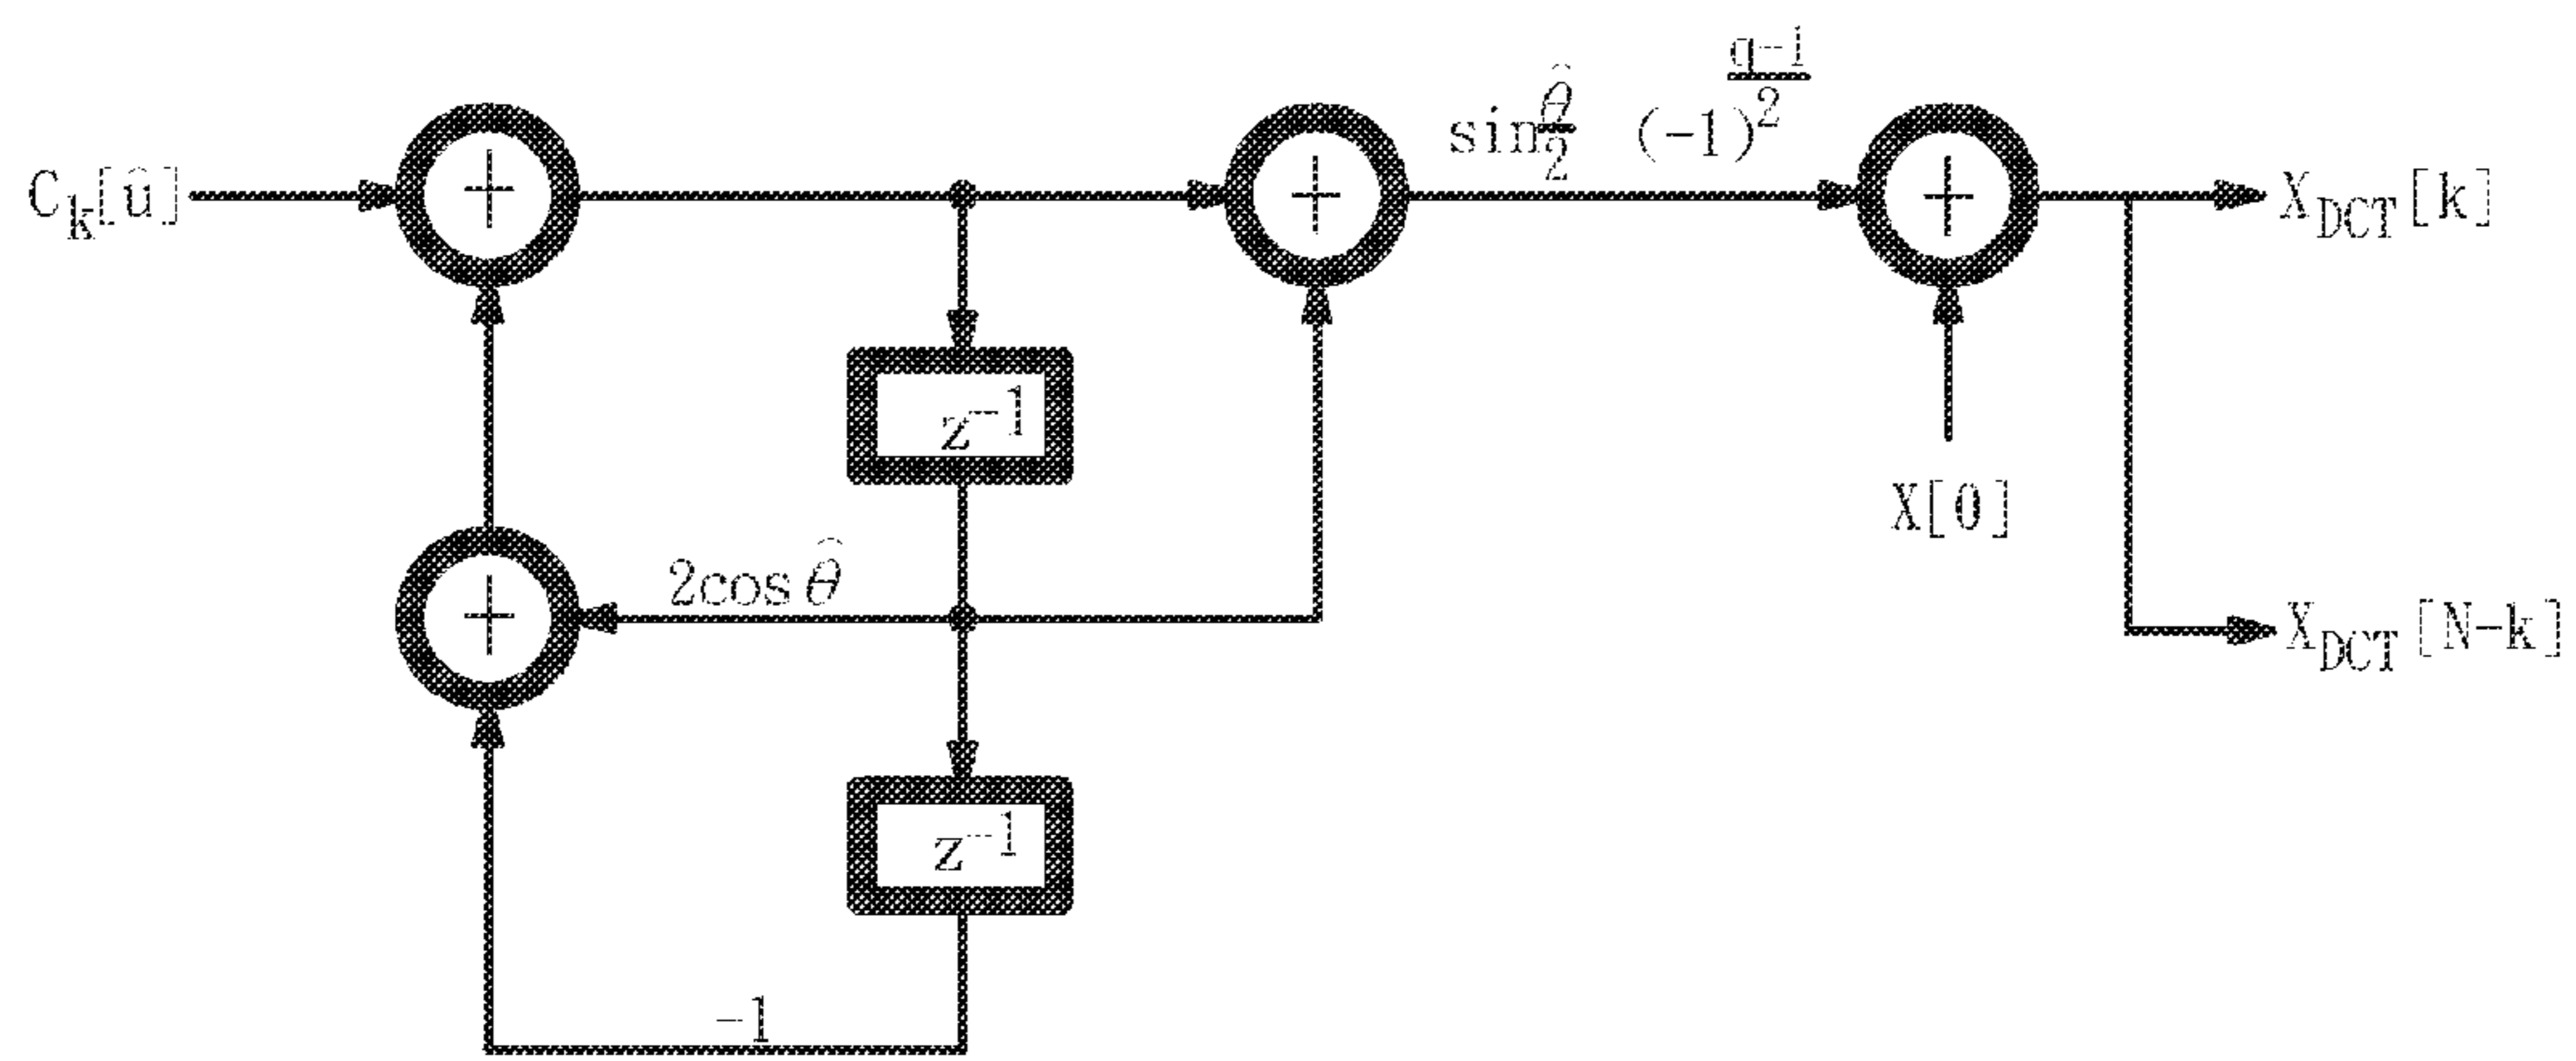 C_k[û]
+
+
sin θ̂/2 (-1)^{(q-1)/2}
+
X_DCT[k]
z^{-1}
X[0]
+
2cos θ̂
X_DCT[N-k]
z^{-1}
-1